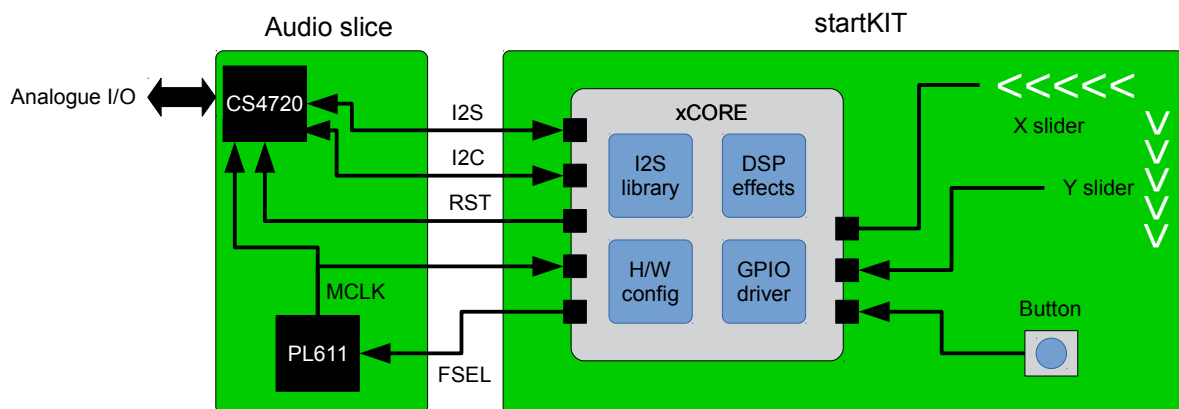 Audio slice
startKIT
Analogue I/O
CS4720
I2S
I2C
RST
MCLK
PL611
FSEL
xCORE
I2S
library
DSP
effects
H/W
config
GPIO
driver
<<<<<
X slider
Y slider
Button